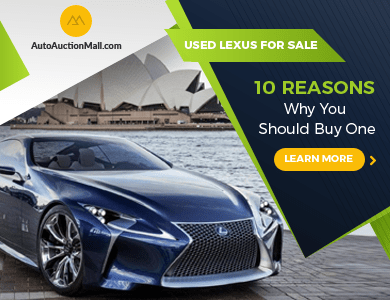 AutoAuctionMall.com
USED LEXUS FOR SALE
10 REASONS
Why You
Should Buy One
LEARN MORE